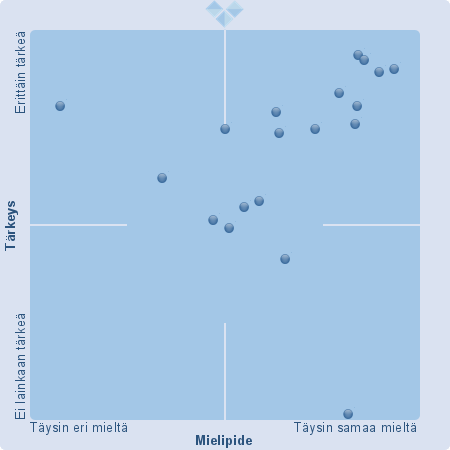 Erittäin tärkeä
Tärkeys
Ei lainkaan tärkeä
Täysin eri mieltä
Täysin samaa mieltä
Mielipide